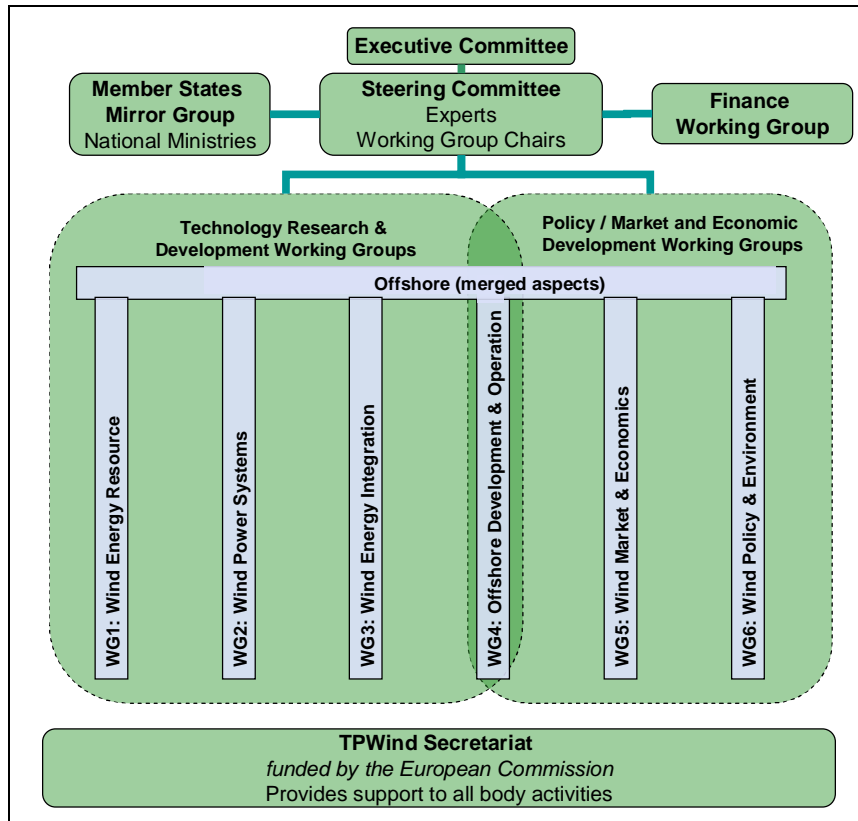 Executive Committee
Member States
Mirror Group
National Ministries
Steering Committee
Experts
Working Group Chairs
Finance
Working Group
Technology Research &
Development Working Groups
Policy / Market and Economic
Development Working Groups
Offshore (merged aspects)
WG1: Wind Energy Resource
WG2: Wind Power Systems
WG3: Wind Energy Integration
WG4: Offshore Development & Operation
WG5: Wind Market & Economics
WG6: Wind Policy & Environment
TPWind Secretariat
funded by the European Commission
Provides support to all body activities